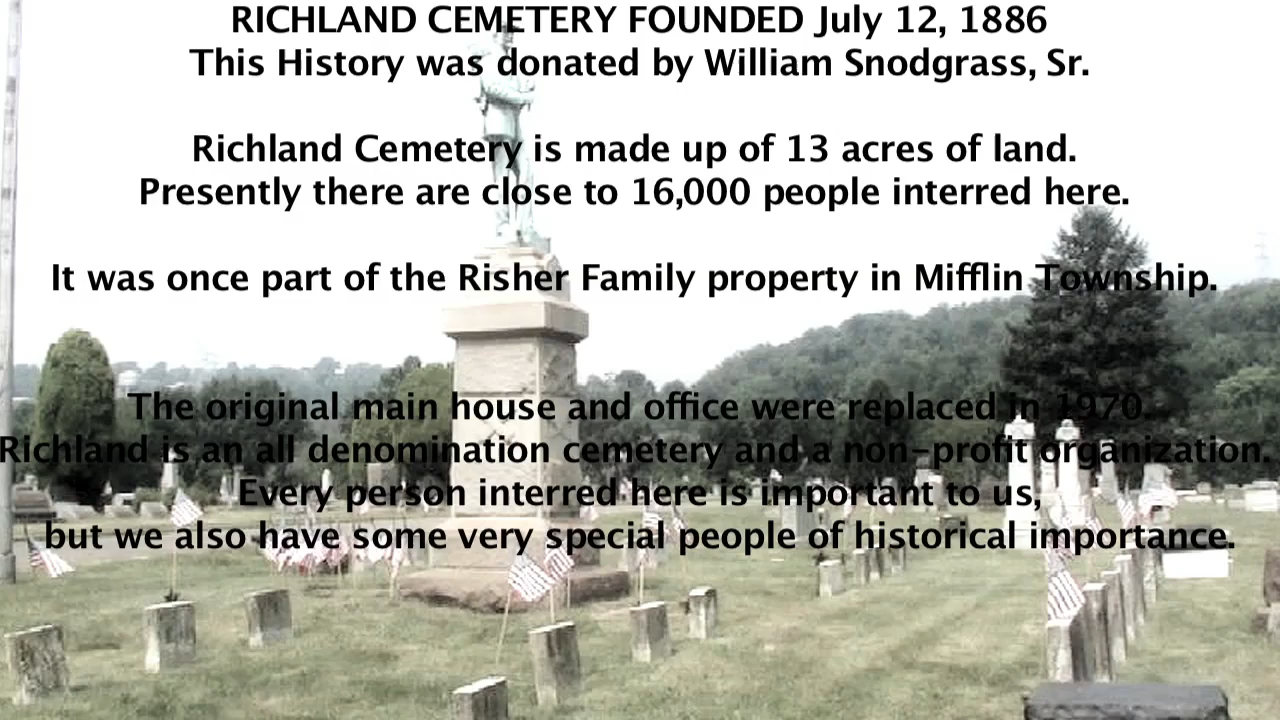 RICHLAND CEMETERY FOUNDED July 12, 1886
This History was donated by William Snodgrass, Sr.
Richland Cemetery is made up of 13 acres of land.
Presently there are close to 16,000 people interred here.
It was once part of the Risher Family property in Mifflin Township.
The original main house and office were replaced in 1970.
Richland is an all denomination cemetery and a non-profit organization.
Every person interred here is important to us,
but we also have some very special people of historical importance.